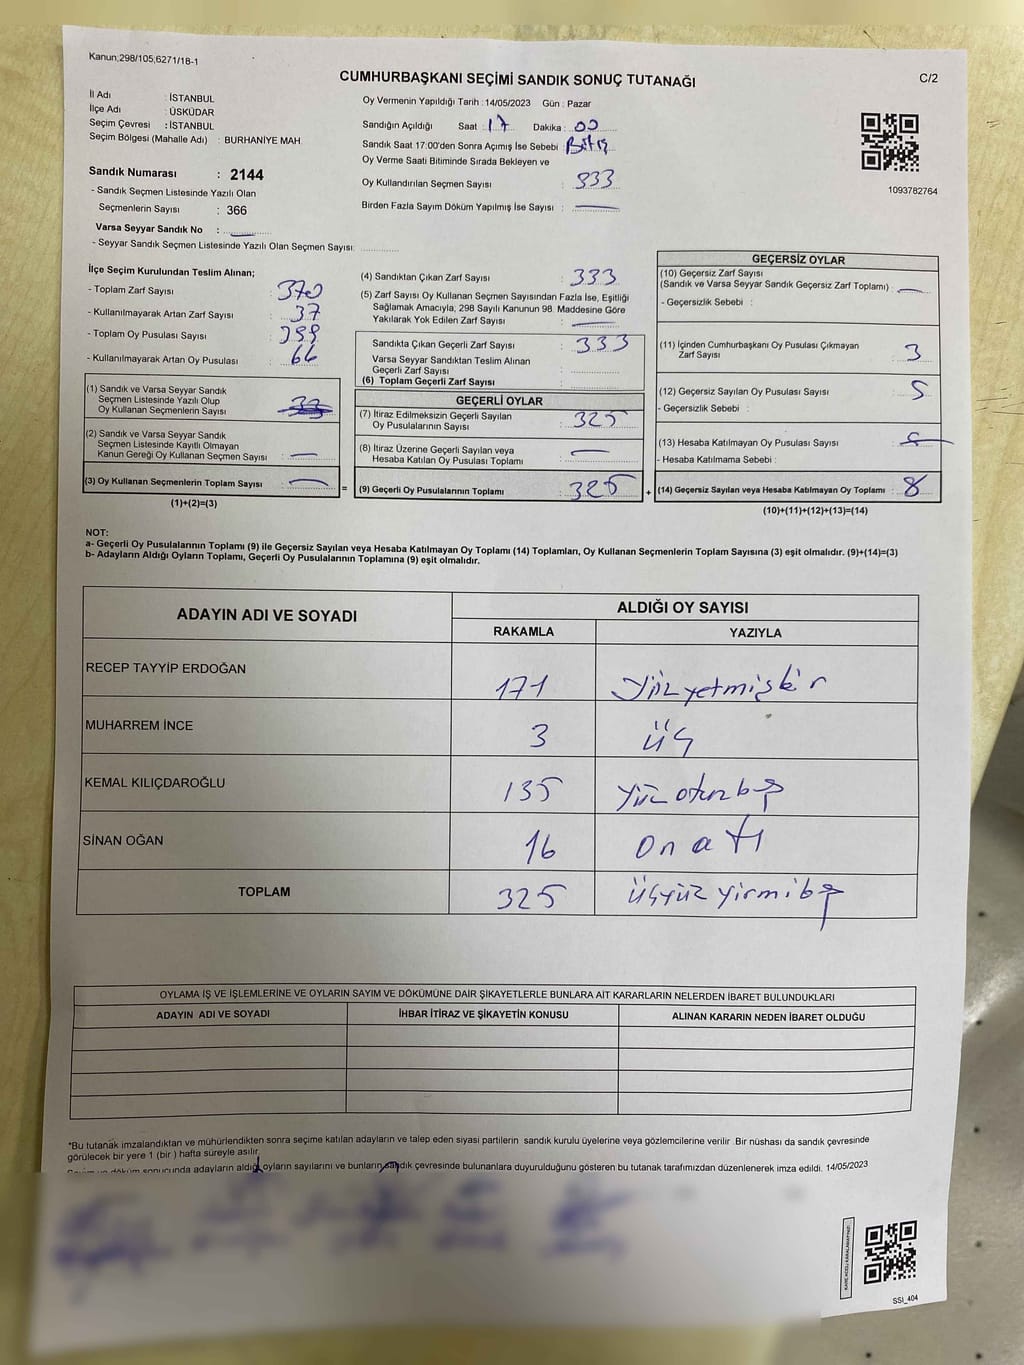 Kanun,298/105,6271/18-1
CUMHURBAŞKANI SEÇİMİ SANDIK SONUÇ TUTANAĞI
C/2
İl Adı : İSTANBUL
İlçe Adı : ÜSKÜDAR
Seçim Çevresi : İSTANBUL
Seçim Bölgesi (Mahalle Adı) : BURHANİYE MAH
Sandık Numarası : 2144
- Sandık Seçmen Listesinde Yazılı Olan
Seçmenlerin Sayısı : 366
Varsa Seyyar Sandık No :
- Seyyar Sandık Seçmen Listesinde Yazılı Olan Seçmen Sayısı:
Oy Vermenin Yapıldığı Tarih :14/05/2023 Gün : Pazar
Sandığın Açıldığı Saat : 17 Dakika : 00
Sandık Saat 17:00'den Sonra Açımış İse Sebebi : Bitiş
Oy Verme Saati Bitiminde Sırada Bekleyen ve
Oy Kullandırılan Seçmen Sayısı : 333
Birden Fazla Sayım Döküm Yapılmış İse Sayısı :
1093782764
İlçe Seçim Kurulundan Teslim Alınan;
- Toplam Zarf Sayısı : 370
- Kullanılmayarak Artan Zarf Sayısı : 37
- Toplam Oy Pusulası Sayısı : 399
- Kullanılmayarak Artan Oy Pusulası : 66
(1) Sandık ve Varsa Seyyar Sandık
Seçmen Listesinde Yazılı Olup
Oy Kullanan Seçmenlerin Sayısı :
(2) Sandık ve Varsa Seyyar Sandık
Seçmen Listesinde Kayıtlı Olmayan
Kanun Gereği Oy Kullanan Seçmen Sayısı : —
(3) Oy Kullanan Seçmenlerin Toplam Sayısı : —
(1)+(2)=(3)
=
(4) Sandıktan Çıkan Zarf Sayısı : 333
(5) Zarf Sayısı Oy Kullanan Seçmen Sayısından Fazla İse, Eşitliği
Sağlamak Amacıyla; 298 Sayılı Kanunun 98. Maddesine Göre
Yakılarak Yok Edilen Zarf Sayısı : —
Sandıkta Çıkan Geçerli Zarf Sayısı : 333
Varsa Seyyar Sandıktan Teslim Alınan
Geçerli Zarf Sayısı :
(6) Toplam Geçerli Zarf Sayısı :
GEÇERLİ OYLAR
(7) İtiraz Edilmeksizin Geçerli Sayılan
Oy Pusulalarının Sayısı : 325
(8) İtiraz Üzerine Geçerli Sayılan veya
Hesaba Katılan Oy Pusulası Toplamı : —
(9) Geçerli Oy Pusulalarının Toplamı : 325
+
GEÇERSİZ OYLAR
(10) Geçersiz Zarf Sayısı
(Sandık ve Varsa Seyyar Sandık Geçersiz Zarf Toplamı) : —
- Geçersizlik Sebebi :
(11) İçinden Cumhurbaşkanı Oy Pusulası Çıkmayan
Zarf Sayısı : 3
(12) Geçersiz Sayılan Oy Pusulası Sayısı : 5
- Geçersizlik Sebebi :
(13) Hesaba Katılmayan Oy Pusulası Sayısı :
- Hesaba Katılmama Sebebi :
(14) Geçersiz Sayılan veya Hesaba Katılmayan Oy Toplamı : 8
(10)+(11)+(12)+(13)=(14)
NOT:
a- Geçerli Oy Pusulalarının Toplamı (9) ile Geçersiz Sayılan veya Hesaba Katılmayan Oy Toplamı (14) Toplamları, Oy Kullanan Seçmenlerin Toplam Sayısına (3) eşit olmalıdır. (9)+(14)=(3)
b- Adayların Aldığı Oyların Toplamı, Geçerli Oy Pusulalarının Toplamına (9) eşit olmalıdır.
ADAYIN ADI VE SOYADI ALDIĞI OY SAYISI
RAKAMLA YAZIYLA
RECEP TAYYİP ERDOĞAN 171 yüzyetmişbir
MUHARREM İNCE 3 üç
KEMAL KILIÇDAROĞLU 135 yüz otuzbeş
SİNAN OĞAN 16 on altı
TOPLAM 325 üçyüz yirmibeş
OYLAMA İŞ VE İŞLEMLERİNE VE OYLARIN SAYIM VE DÖKÜMÜNE DAİR ŞİKAYETLERLE BUNLARA AİT KARARLARIN NELERDEN İBARET BULUNDUKLARI
ADAYIN ADI VE SOYADI İHBAR İTİRAZ VE ŞİKAYETİN KONUSU ALINAN KARARIN NEDEN İBARET OLDUĞU
*Bu tutanak imzalandıktan ve mühürlendikten sonra seçime katılan adayların ve talep eden siyasi partilerin sandık kurulu üyelerine veya gözlemcilerine verilir .Bir nüshası da sandık çevresinde
görülecek bir yere 1 (bir ) hafta süreyle asılır.
Sayım ve döküm sonucunda adayların aldığı oyların sayılarını ve bunların sandık çevresinde bulunanlara duyurulduğunu gösteren bu tutanak tarafımızdan düzenlenerek imza edildi. 14/05/2023
SSI_404